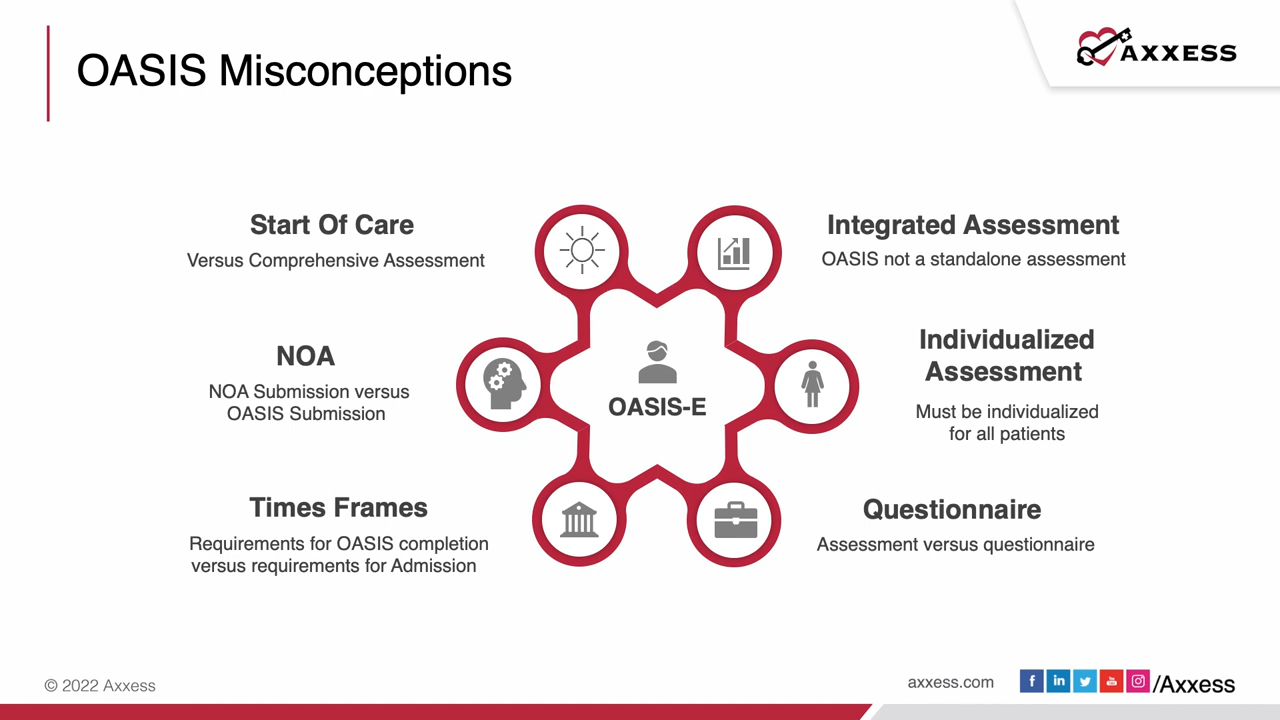 OASIS Misconceptions
AXXESS
Start Of Care
Versus Comprehensive Assessment
NOA
NOA Submission versus
OASIS Submission
Times Frames
Requirements for OASIS completion
versus requirements for Admission
OASIS-E
Integrated Assessment
OASIS not a standalone assessment
Individualized
Assessment
Must be individualized
for all patients
Questionnaire
Assessment versus questionnaire
© 2022 Axxess
axxess.com
/Axxess